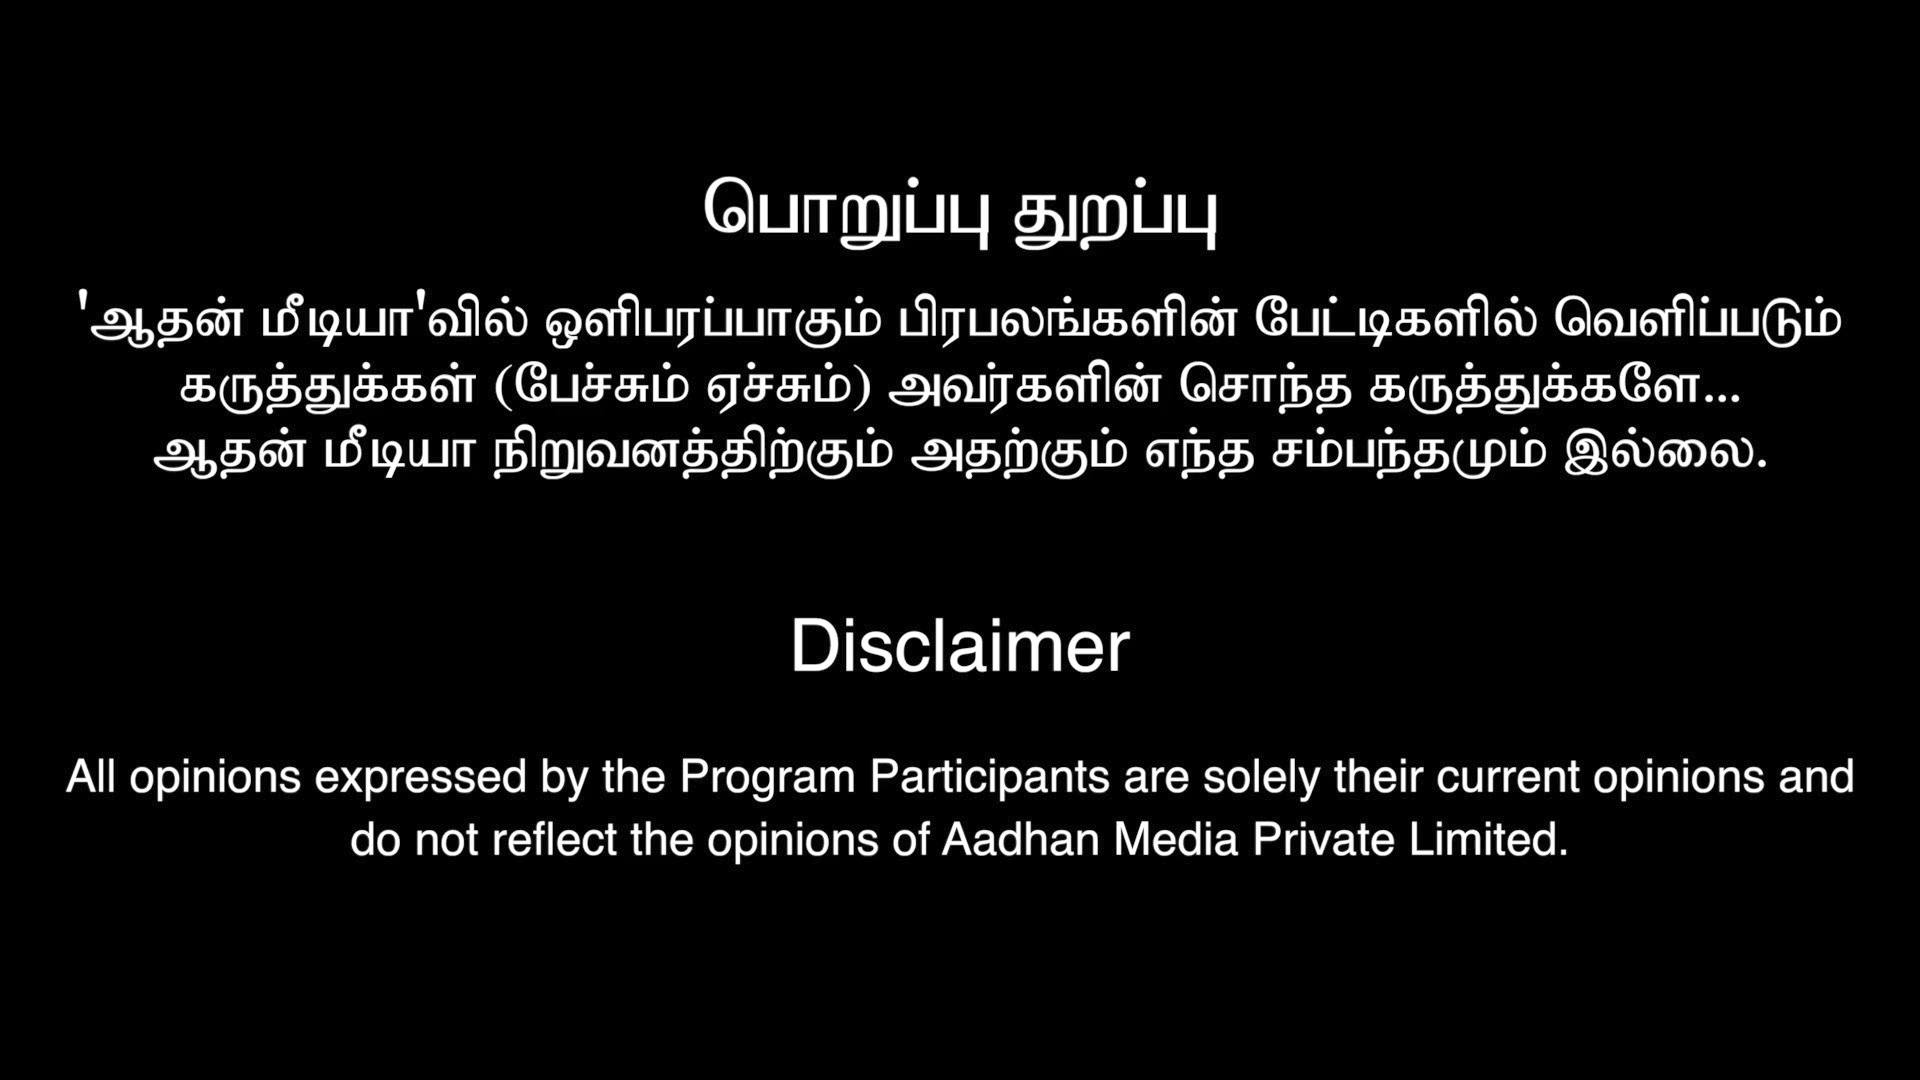 பொறுப்பு துறப்பு
'ஆதன் மீடியா'வில் ஒளிபரப்பாகும் பிரபலங்களின் பேட்டிகளில் வெளிப்படும்
கருத்துக்கள் (பேச்சும் ஏச்சும்) அவர்களின் சொந்த கருத்துக்களே...
ஆதன் மீடியா நிறுவனத்திற்கும் அதற்கும் எந்த சம்பந்தமும் இல்லை.
Disclaimer
All opinions expressed by the Program Participants are solely their current opinions and
do not reflect the opinions of Aadhan Media Private Limited.